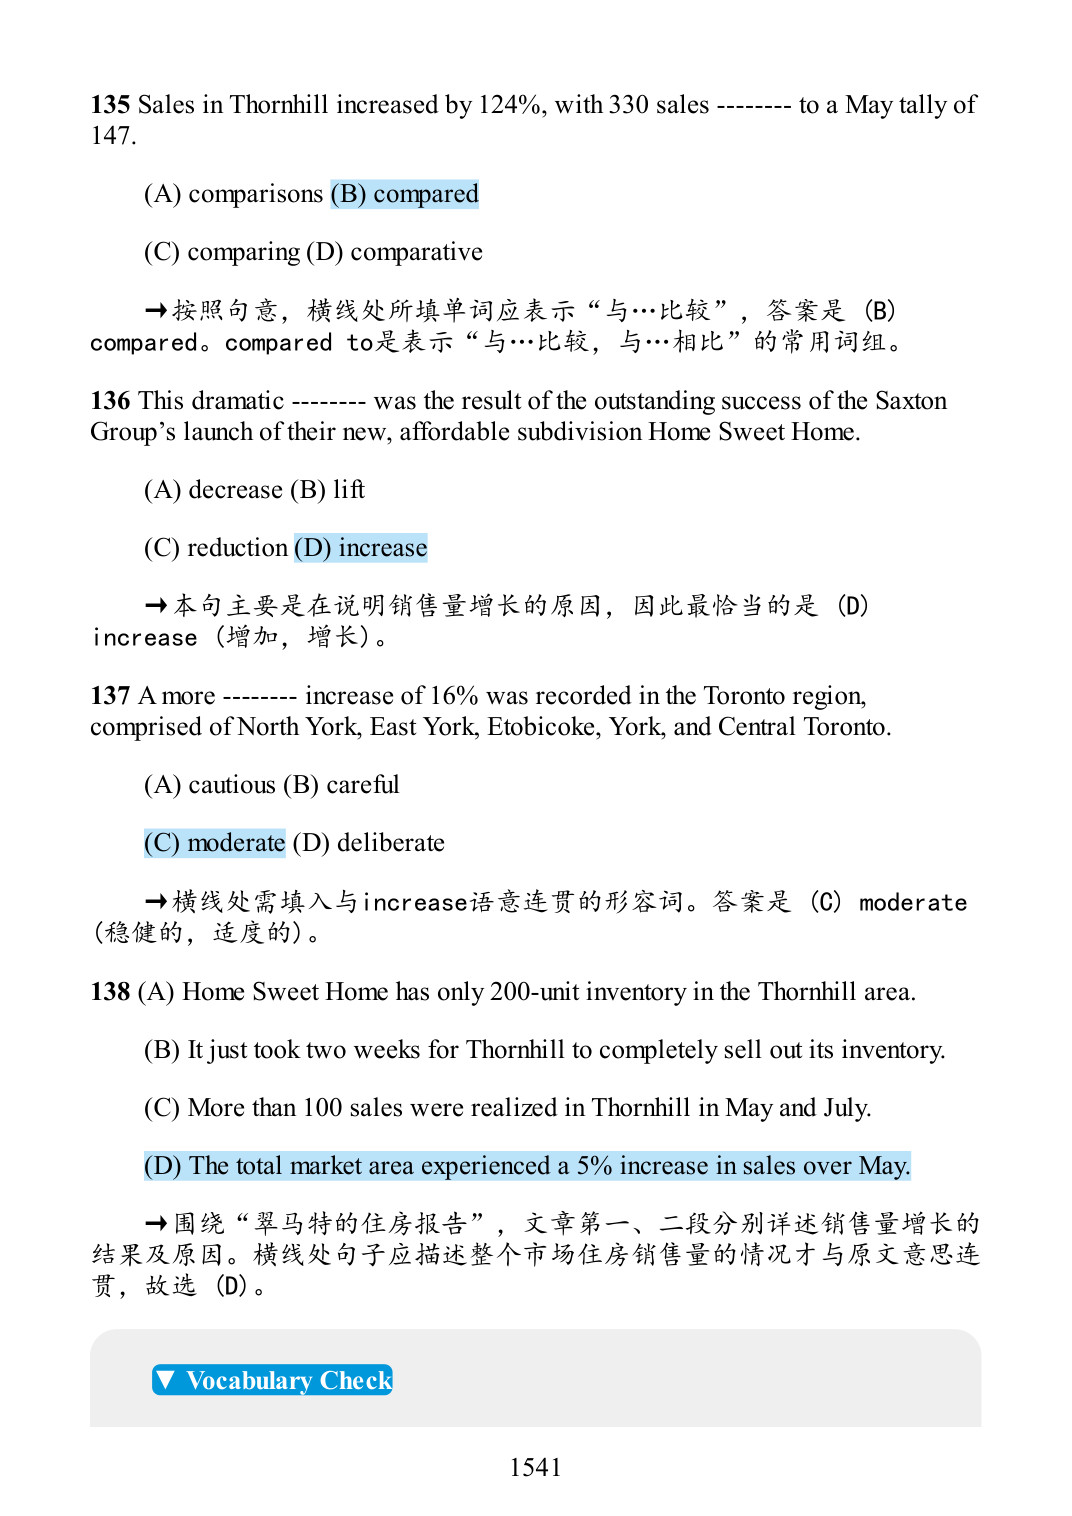 135 Sales in Thornhill increased by 124%, with 330 sales -------- to a May tally of
147.
(A) comparisons (B) compared
(C) comparing (D) comparative
→按照句意，横线处所填单词应表示“与…比较”，答案是 (B)
compared。compared to是表示“与…比较，与…相比”的常用词组。
136 This dramatic -------- was the result of the outstanding success of the Saxton
Group’s launch of their new, affordable subdivision Home Sweet Home.
(A) decrease (B) lift
(C) reduction (D) increase
→本句主要是在说明销售量增长的原因，因此最恰当的是 (D)
increase (增加，增长)。
137 A more -------- increase of 16% was recorded in the Toronto region,
comprised of North York, East York, Etobicoke, York, and Central Toronto.
(A) cautious (B) careful
(C) moderate (D) deliberate
→横线处需填入与increase语意连贯的形容词。答案是 (C) moderate
(稳健的，适度的)。
138 (A) Home Sweet Home has only 200-unit inventory in the Thornhill area.
(B) It just took two weeks for Thornhill to completely sell out its inventory.
(C) More than 100 sales were realized in Thornhill in May and July.
(D) The total market area experienced a 5% increase in sales over May.
→围绕“翠马特的住房报告”，文章第一、二段分别详述销售量增长的
结果及原因。横线处句子应描述整个市场住房销售量的情况才与原文意思连
贯，故选 (D)。
▼ Vocabulary Check
1541